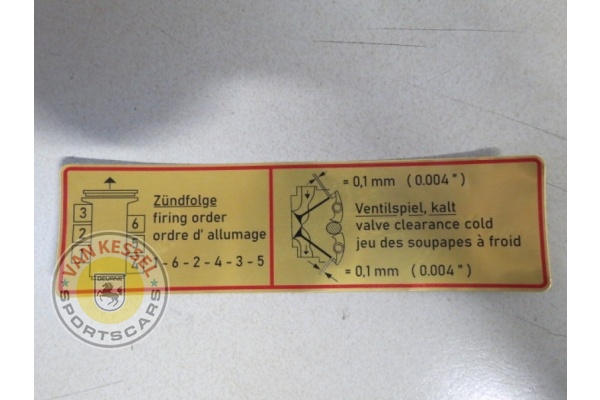 3
2
6
Zündfolge
firing order
ordre d' allumage
- 6 - 2 - 4 - 3 - 5
= 0,1 mm ( 0.004 " )
Ventilspiel, kalt
valve clearance cold
jeu des soupapes à froid
= 0,1 mm ( 0.004 " )
VAN KESSEL
DEURNE
SPORTSCARS